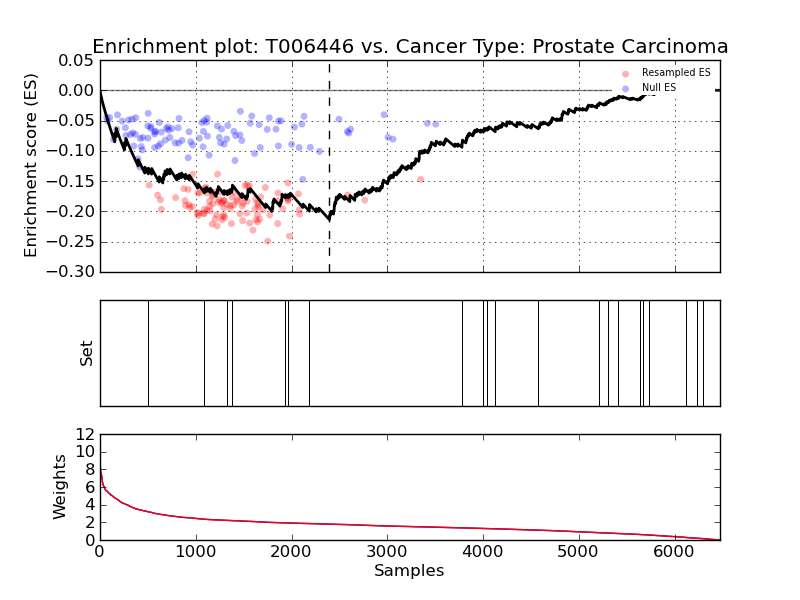 Enrichment plot: T006446 vs. Cancer Type: Prostate Carcinoma
Enrichment score (ES)
0.05
0.00
−0.05
−0.10
−0.15
−0.20
−0.25
−0.30
Resampled ES
Null ES
Set
Weights
12
10
8
6
4
2
0
0 1000 2000 3000 4000 5000 6000
Samples